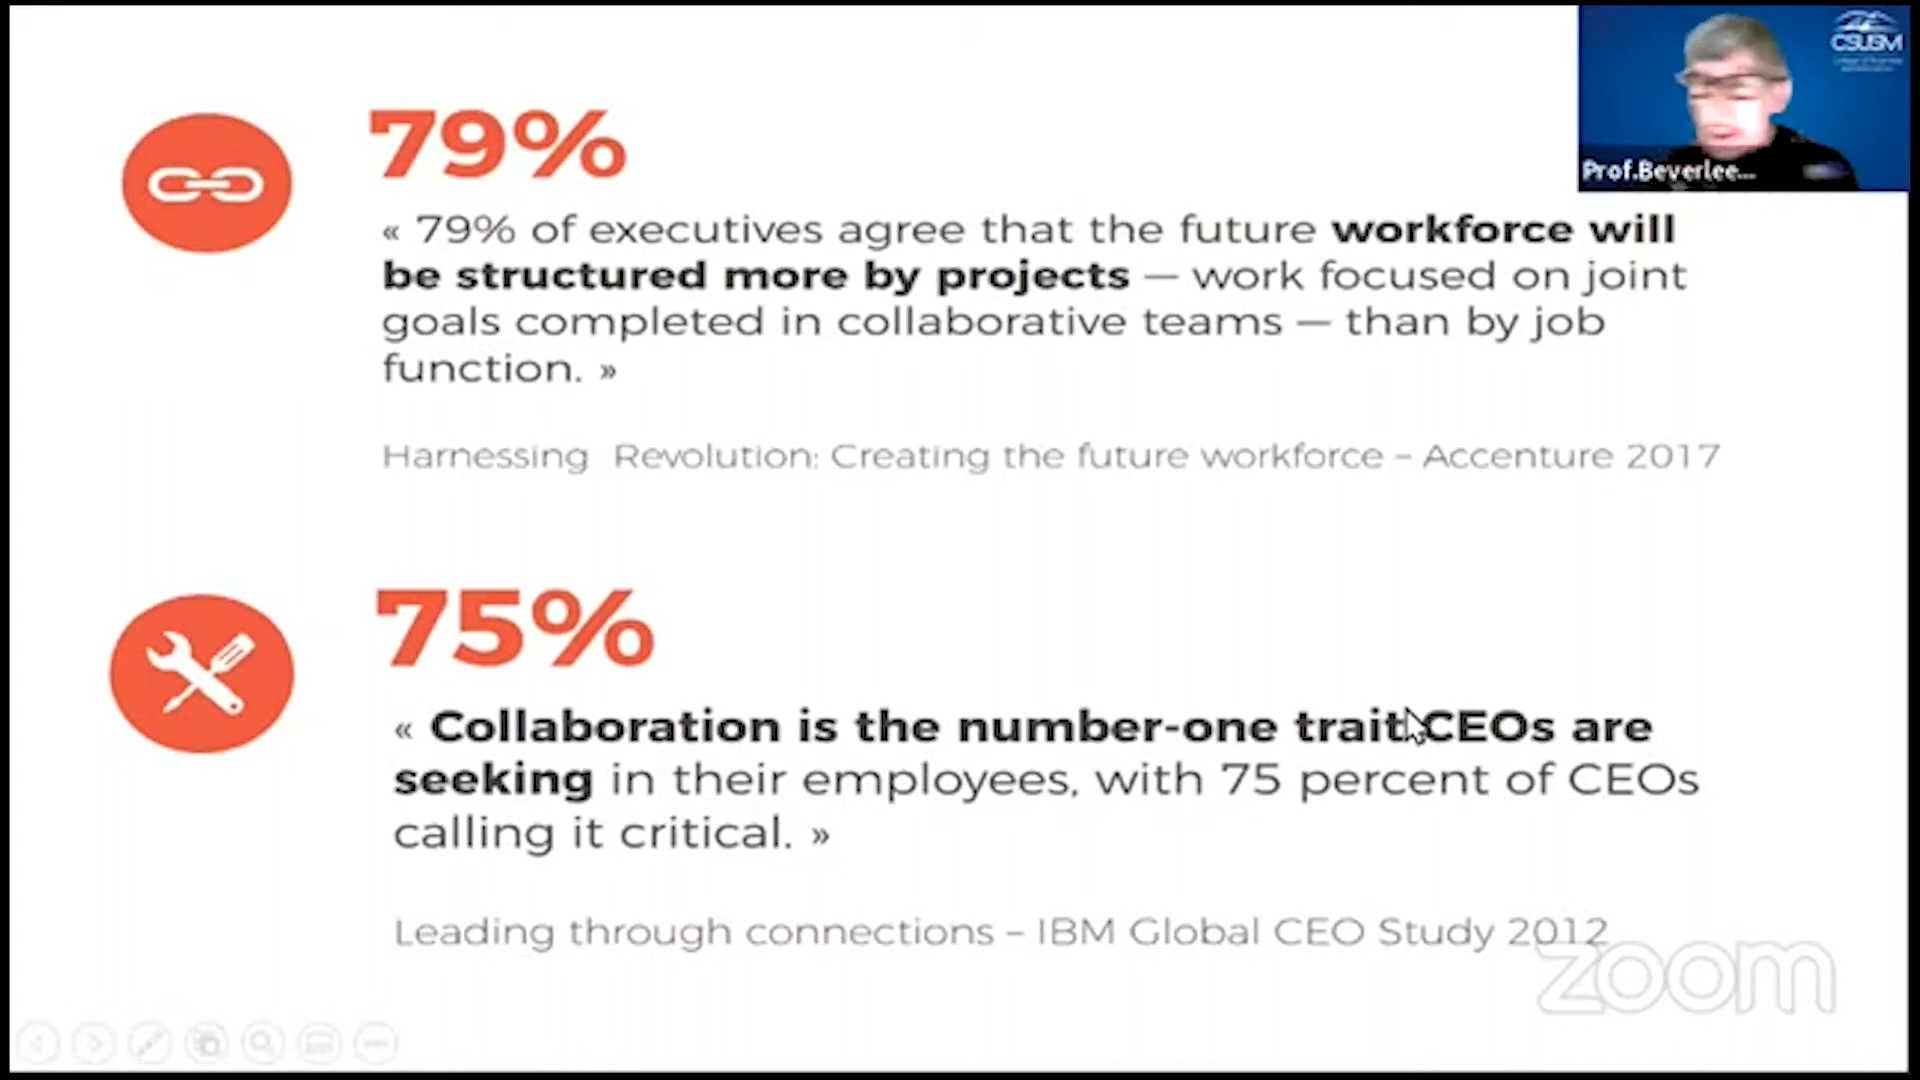 79%
« 79% of executives agree that the future workforce will
be structured more by projects — work focused on joint
goals completed in collaborative teams — than by job
function. »
Harnessing Revolution: Creating the future workforce – Accenture 2017
75%
« Collaboration is the number-one trait CEOs are
seeking in their employees, with 75 percent of CEOs
calling it critical. »
Leading through connections – IBM Global CEO Study 2012
CSUSM
Prof.Beverlee...
zoom